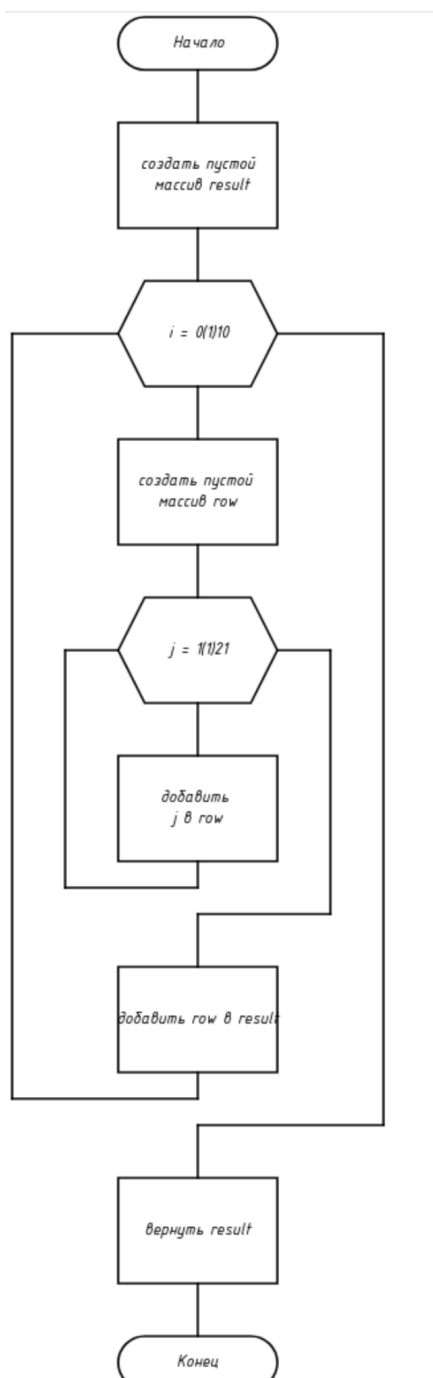 Начало
создать пустой
массив result
i = 0(1)10
создать пустой
массив row
j = 1(1)21
добавить
j в row
добавить row в result
вернуть result
Конец